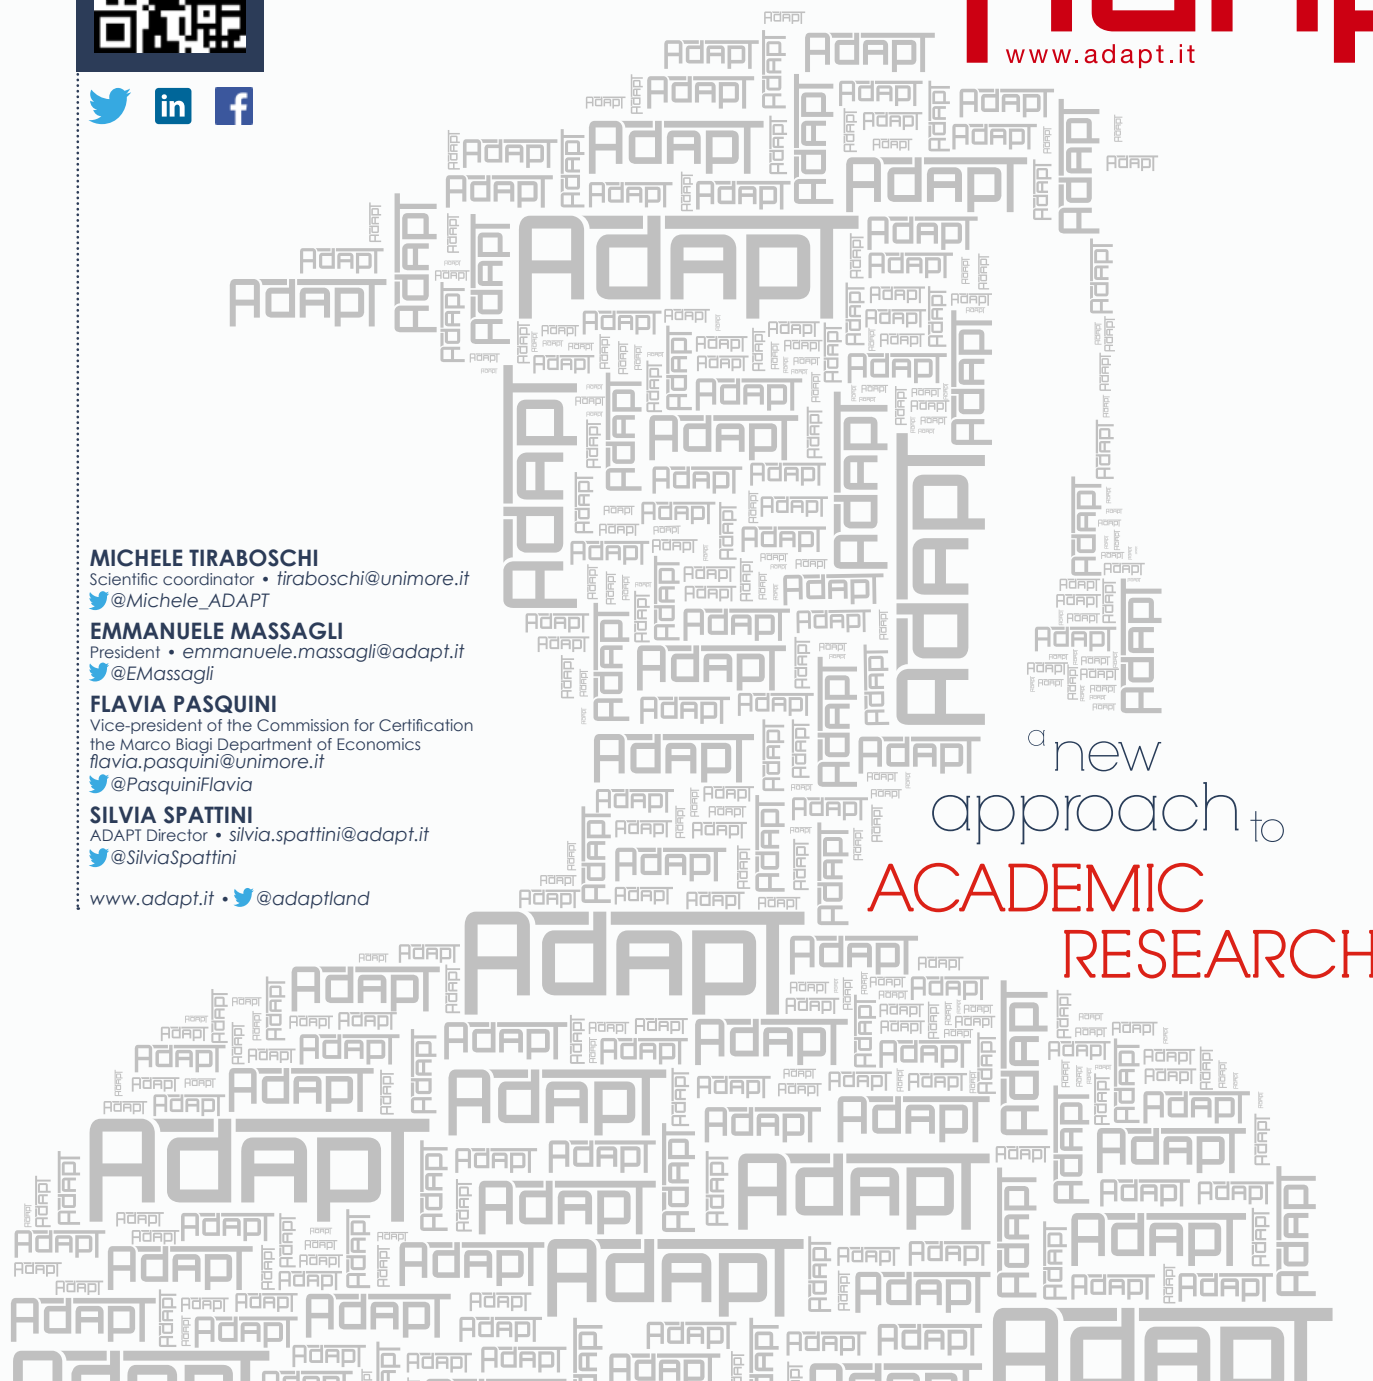 www.adapt.it
MICHELE TIRABOSCHI
Scientific coordinator • tiraboschi@unimore.it
@Michele_ADAPT
EMMANUELE MASSAGLI
President • emmanuele.massagli@adapt.it
@EMassagli
FLAVIA PASQUINI
Vice-president of the Commission for Certification
the Marco Biagi Department of Economics
flavia.pasquini@unimore.it
@PasquiniFlavia
SILVIA SPATTINI
ADAPT Director • silvia.spattini@adapt.it
@SilviaSpattini
www.adapt.it • @adaptland
a new
approach to
ACADEMIC
RESEARCH
Adapt